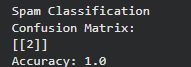 Spam Classification
Confusion Matrix:
[[2]]
Accuracy: 1.0